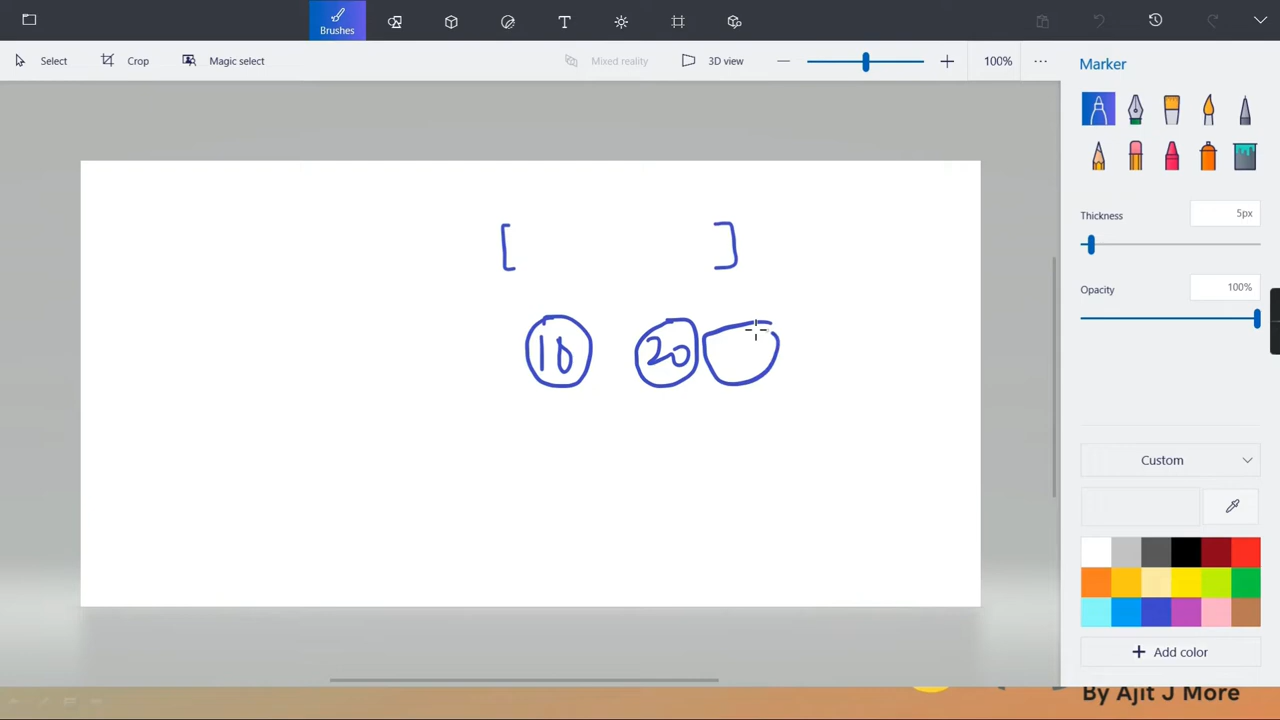 Brushes
Select Crop Magic select Mixed reality 3D view 100% ...
Marker
Thickness 5px
Opacity 100%
[ ]
10 20
Custom
+ Add color
By Ajit J More